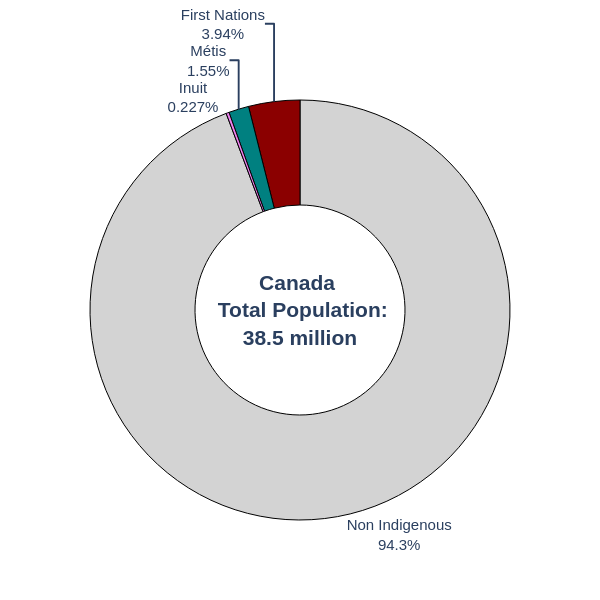 First Nations
3.94%
Métis
1.55%
Inuit
0.227%
Canada
Total Population:
38.5 million
Non Indigenous
94.3%